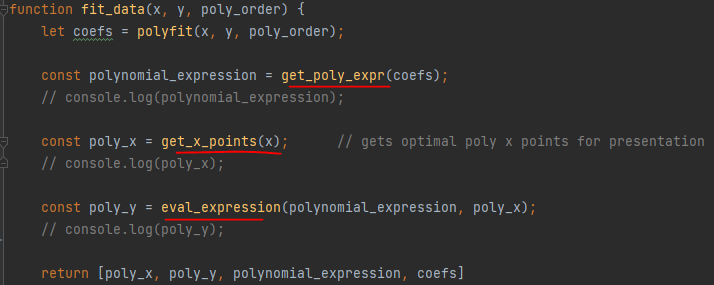 function fit_data(x, y, poly_order) {
let coefs = polyfit(x, y, poly_order);
const polynomial_expression = get_poly_expr(coefs);
// console.log(polynomial_expression);
const poly_x = get_x_points(x);     // gets optimal poly x points for presentation
// console.log(poly_x);
const poly_y = eval_expression(polynomial_expression, poly_x);
// console.log(poly_y);
return [poly_x, poly_y, polynomial_expression, coefs]